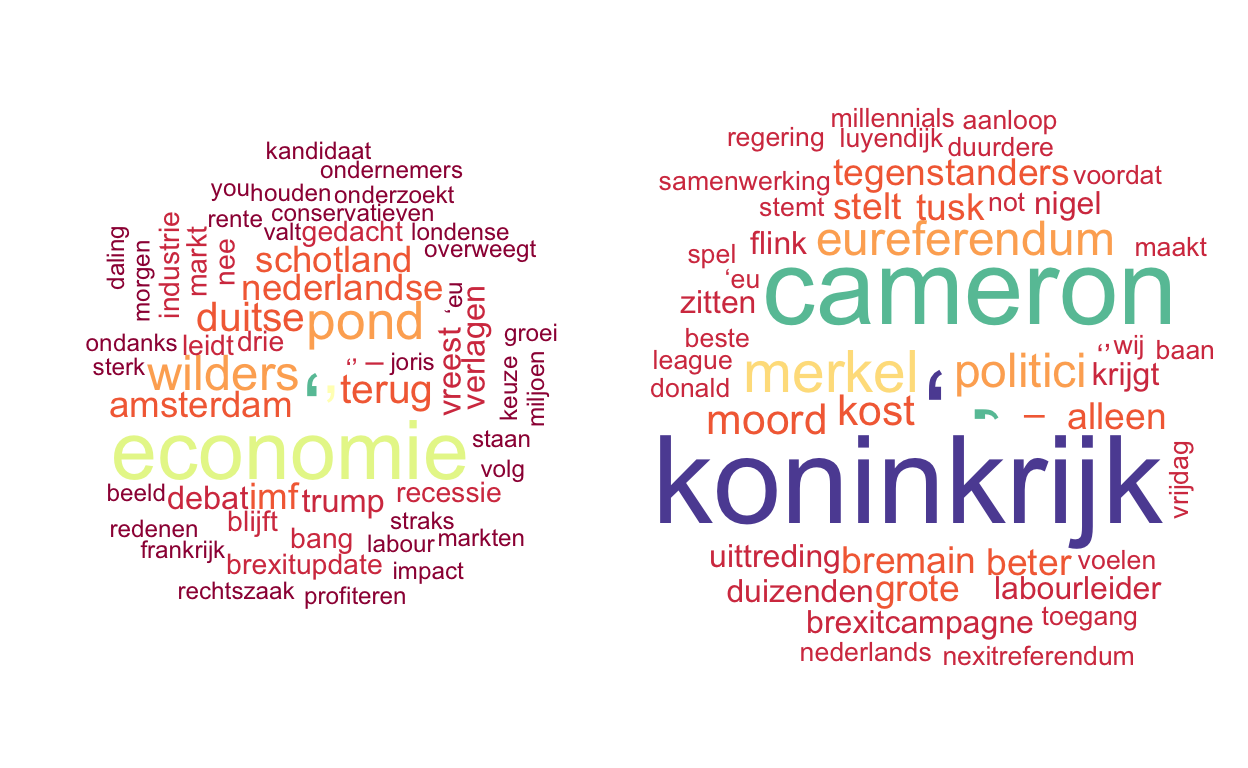 kandidaat
ondernemers
you houden onderzoekt
rente conservatieven
valt gedacht londense
overweegt
daling
morgen
industrie
markt
nee
schotland
nederlandse
‘eu
duitse pond
vreest
verlagen
groei
ondanks leidt drie
sterk wilders ‘ ’ ‘’ – joris
amsterdam terug
keuze
miljoen
economie
staan
volg
beeld debat imf trump recessie
redenen blijft straks
frankrijk bang labour markten
brexitupdate impact
rechtszaak profiteren
millennials aanloop
regering luyendijk duurdere
samenwerking tegenstanders voordat
stemt stelt tusk not nigel
spel flink eureferendum maakt
‘eu
zitten cameron
beste
league merkel ‘ politici ‘’ wij baan
donald krijgt
moord kost ’ – alleen
koninkrijk
vrijdag
uittreding bremain beter voelen
duizenden grote labourleider
brexitcampagne toegang
nederlands nexitreferendum